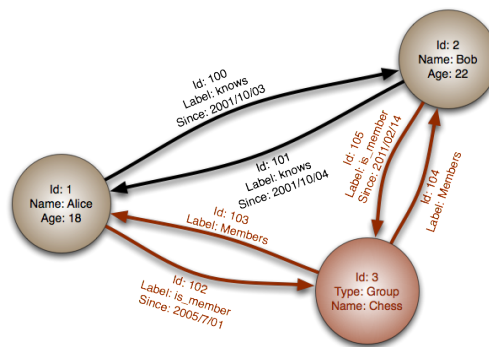 Id: 2
Name: Bob
Age: 22
Id: 100
Label: knows
Since: 2001/10/03
Id: 101
Label: knows
Since: 2001/10/04
Id: 105
Label: is_member
Since: 2011/02/14
Id: 104
Label: Members
Id: 1
Name: Alice
Age: 18
Id: 103
Label: Members
Id: 102
Label: is_member
Since: 2005/7/01
Id: 3
Type: Group
Name: Chess